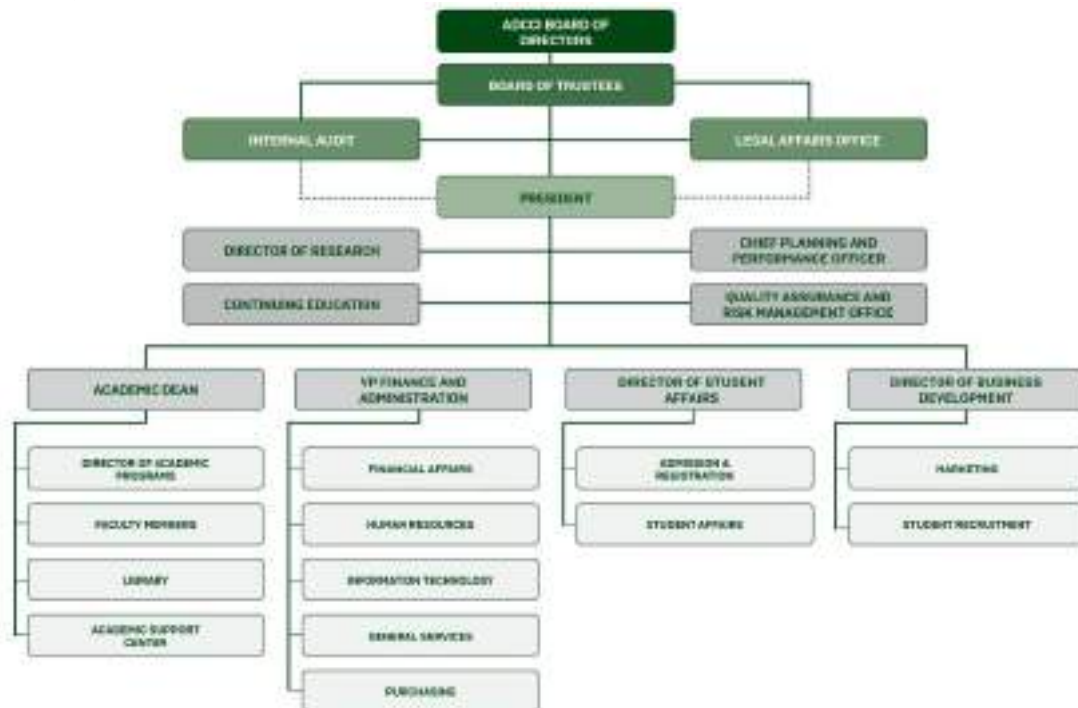 ADCCI BOARD OF
DIRECTORS
BOARD OF TRUSTEES
INTERNAL AUDIT
LEGAL AFFAIRS OFFICE
PRESIDENT
DIRECTOR OF RESEARCH
CHIEF PLANNING AND
PERFORMANCE OFFICER
CONTINUING EDUCATION
QUALITY ASSURANCE AND
RISK MANAGEMENT OFFICE
ACADEMIC DEAN
VP FINANCE AND
ADMINISTRATION
DIRECTOR OF STUDENT
AFFAIRS
DIRECTOR OF BUSINESS
DEVELOPMENT
DIRECTOR OF ACADEMIC
PROGRAMS
FACULTY MEMBERS
LIBRARY
ACADEMIC SUPPORT
CENTER
FINANCIAL AFFAIRS
HUMAN RESOURCES
INFORMATION TECHNOLOGY
GENERAL SERVICES
PURCHASING
ADMISSION &
REGISTRATION
STUDENT AFFAIRS
MARKETING
STUDENT RECRUITMENT